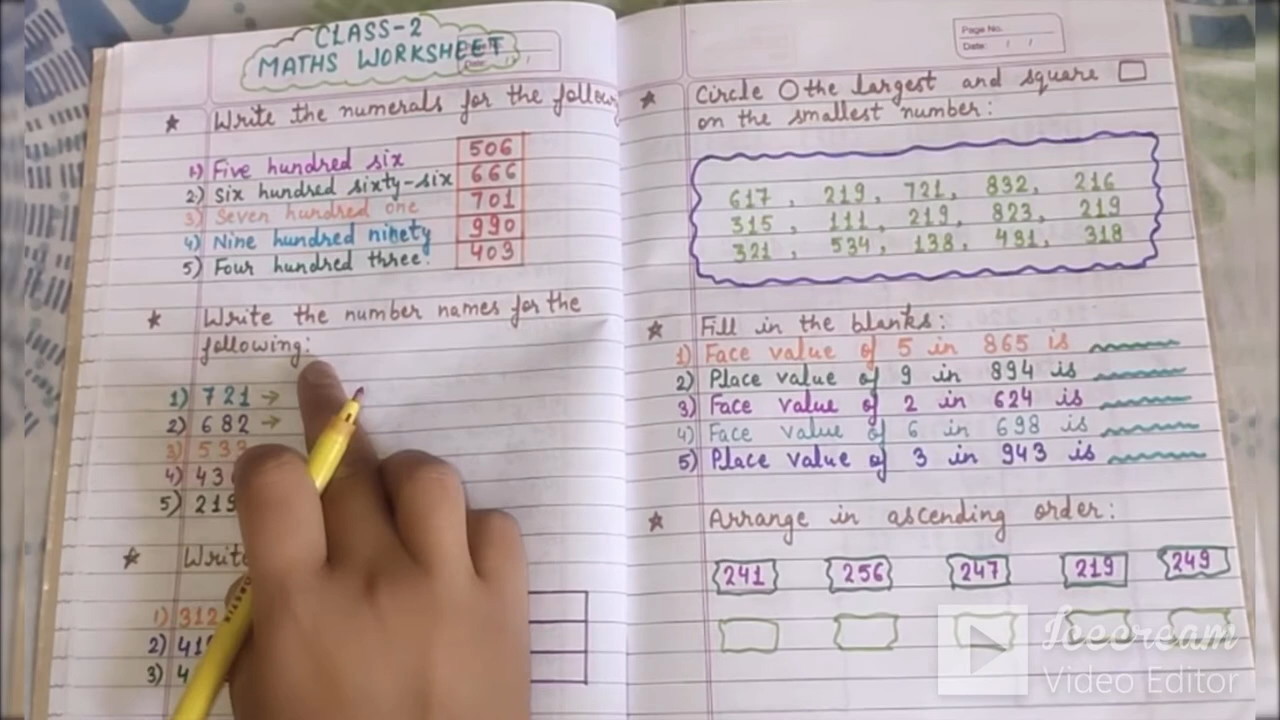 CLASS-2
MATHS WORKSHEET
Date: / /
Write the numerals for the
1) Five hundred six 506
2) Six hundred sixty-six 666
3) Seven hundred one 701
4) Nine hundred ninety 990
5) Four hundred three. 403
Write the number names for the
following:
1) 721 →
2) 682 →
3) 533
4) 43
5) 219
Write
1) 312
2) 419
3) 4
Page No.
Date: / /
Circle the largest and square
on the smallest number:
617, 219, 721, 832, 216
315, 111, 219, 823, 219
321, 534, 138, 431, 318
Fill in the blanks:
1) Face value of 5 in 865 is
2) Place value of 9 in 894 is
3) Face value of 2 in 624 is
4) Face value of 6 in 698 is
5) Place value of 3 in 943 is
Arrange in ascending order:
241 256 247 219 249
Icecream
Video Editor